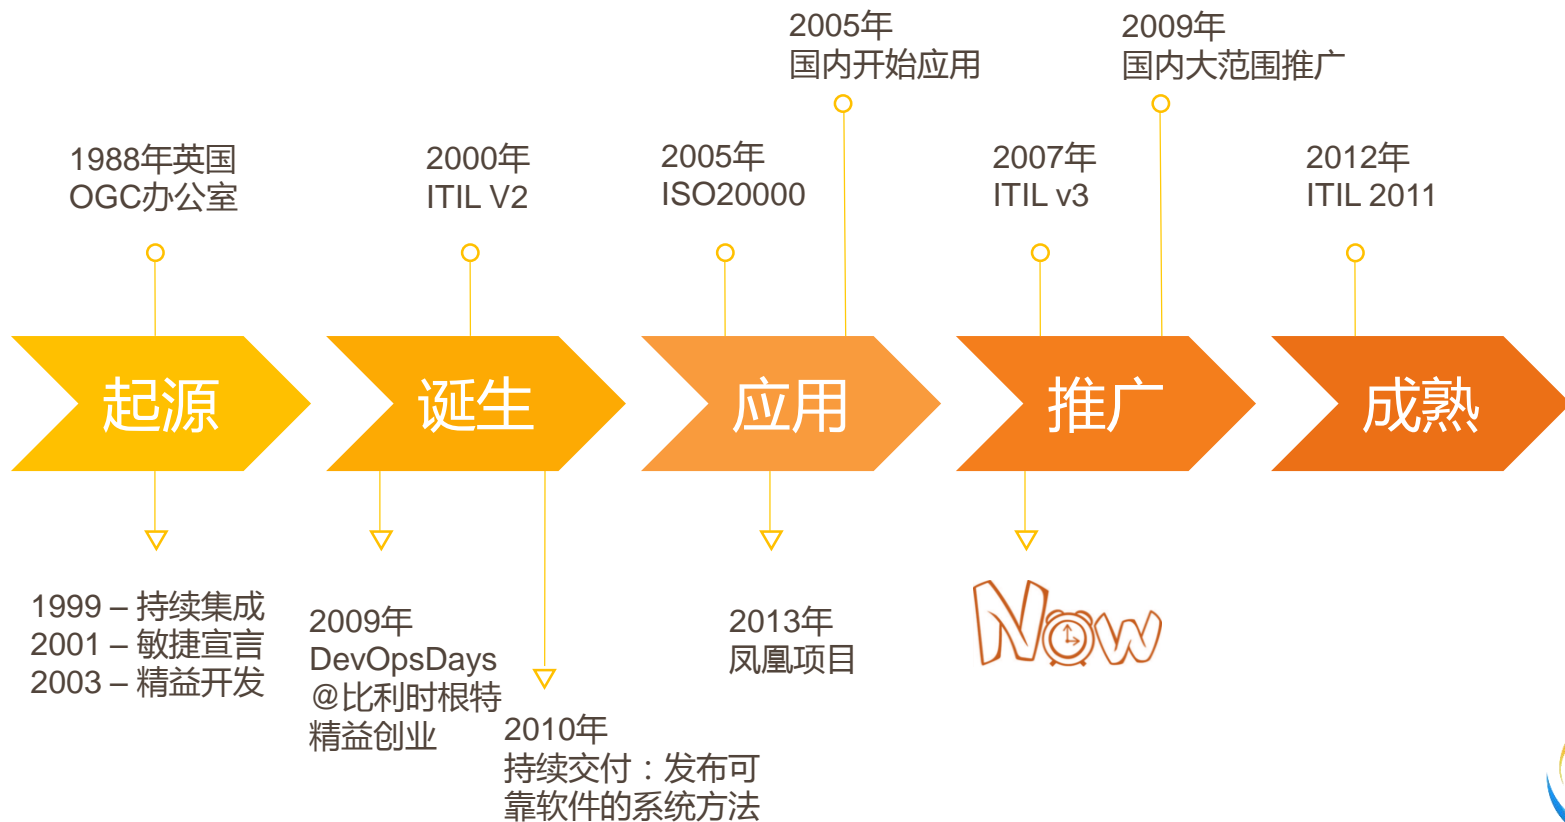 2005年
国内开始应用
2009年
国内大范围推广
1988年英国
OGC办公室
2000年
ITIL V2
2005年
ISO20000
2007年
ITIL v3
2012年
ITIL 2011
起源
诞生
应用
推广
成熟
1999 – 持续集成
2001 – 敏捷宣言
2003 – 精益开发
2009年
DevOpsDays
@比利时根特
精益创业
2010年
持续交付：发布可
靠软件的系统方法
2013年
凤凰项目
Now